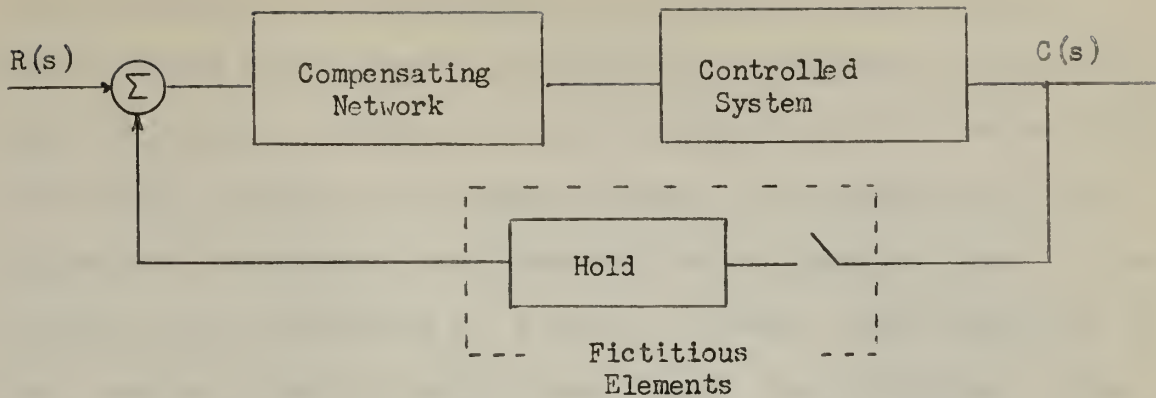 R(s)
Σ
Compensating
Network
Controlled
System
C(s)
Hold
Fictitious
Elements